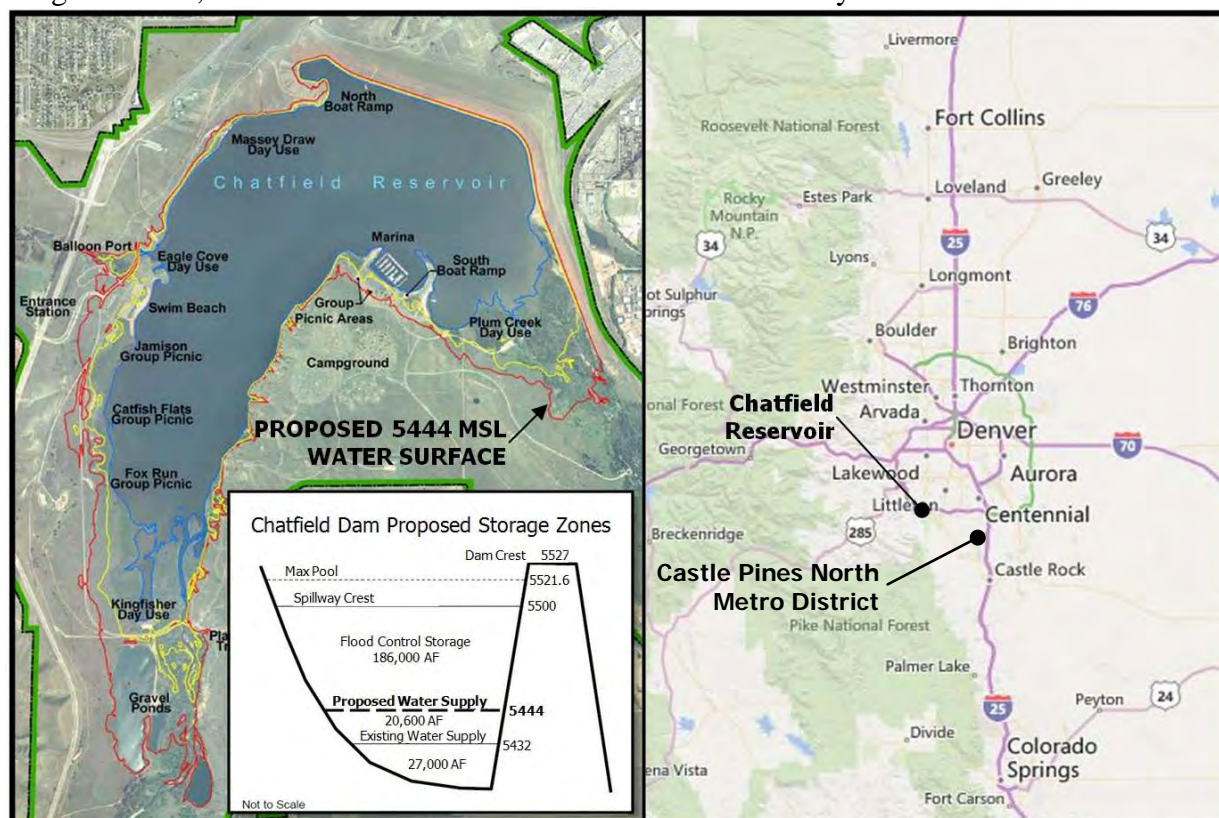 North
Boat Ramp
Massey Draw
Day Use
Chatfield Reservoir
Balloon Port
Eagle Cove
Day Use
Marina
South
Boat Ramp
Entrance
Station
Swim Beach
Group
Picnic Areas
Plum Creek
Day Use
Jamison
Group Picnic
Campground
Catfish Flats
Group Picnic
PROPOSED 5444 MSL
WATER SURFACE
Fox Run
Group Picnic
Kingfisher
Day Use
Gravel
Ponds
Chatfield Dam Proposed Storage Zones
Dam Crest 5527
Max Pool
5521.6
Spillway Crest
5500
Flood Control Storage
186,000 AF
Proposed Water Supply
5444
20,600 AF
Existing Water Supply
5432
27,000 AF
Not to Scale
Livermore
Fort Collins
Roosevelt National Forest
Greeley
Loveland
Estes Park
Rocky
Mountain
N.P.
34
25
34
Lyons
Longmont
76
Boulder
Brighton
Westminster
Thornton
Chatfield
Reservoir
Arvada
Denver
Georgetown
70
Lakewood
Aurora
Littleton
Centennial
285
Breckenridge
Castle Pines North
Metro District
Castle Rock
Pike National Forest
Palmer Lake
Peyton
24
25
Divide
Colorado
Springs
Fort Carson